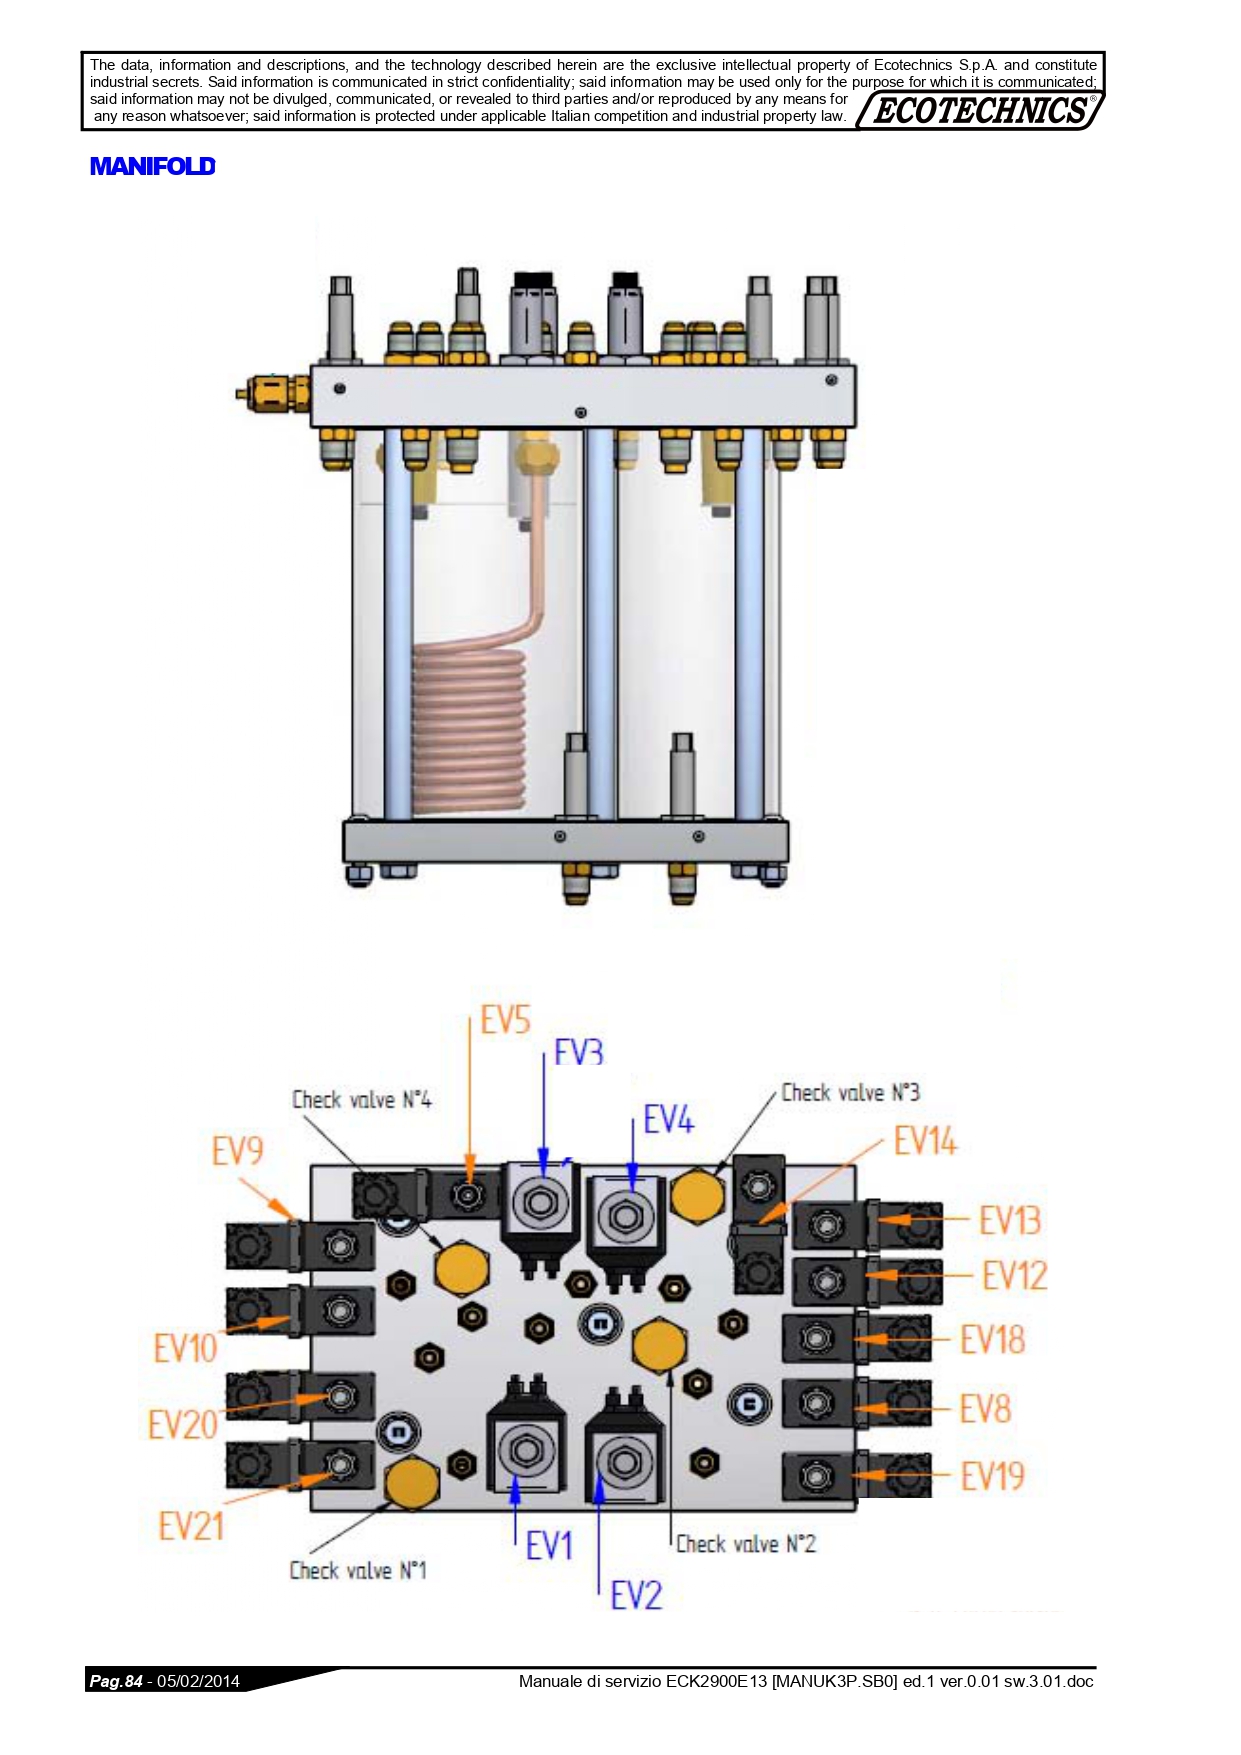 The data, information and descriptions, and the technology described herein are the exclusive intellectual property of Ecotechnics S.p.A. and constitute
industrial secrets. Said information is communicated in strict confidentiality; said information may be used only for the purpose for which it is communicated;
said information may not be divulged, communicated, or revealed to third parties and/or reproduced by any means for
any reason whatsoever; said information is protected under applicable Italian competition and industrial property law.
ECOTECHNICS®
MANIFOLD
EV5
EV3
Check valve N°4
Check valve N°3
EV4
EV14
EV9
EV13
EV12
EV10
EV18
EV20
EV8
EV19
EV21
EV1
Check valve N°2
Check valve N°1
EV2
Pag.84 - 05/02/2014
Manuale di servizio ECK2900E13 [MANUK3P.SB0] ed.1 ver.0.01 sw.3.01.doc